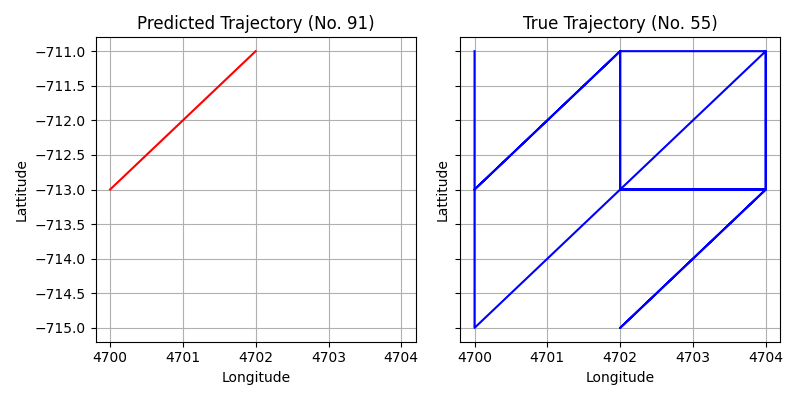 Predicted Trajectory (No. 91)
−711.0
−711.5
−712.0
−712.5
−713.0
−713.5
−714.0
−714.5
−715.0
Lattitude
4700 4701 4702 4703 4704
Longitude
True Trajectory (No. 55)
Lattitude
4700 4701 4702 4703 4704
Longitude